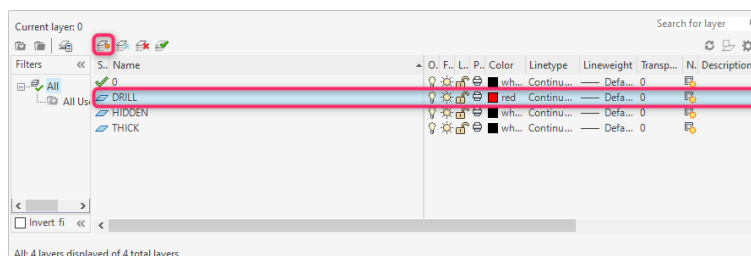 Current layer: 0
Search for layer
Filters « S.. Name O. F.. L.. P.. Color Linetype Lineweight Transp... N. Description
All 0 wh... Continu... Defa... 0
All Us DRILL red Continu... Defa... 0
HIDDEN wh... Continu... Defa... 0
THICK wh... Continu... Defa... 0
Invert fi «
All: 4 layers displayed of 4 total layers